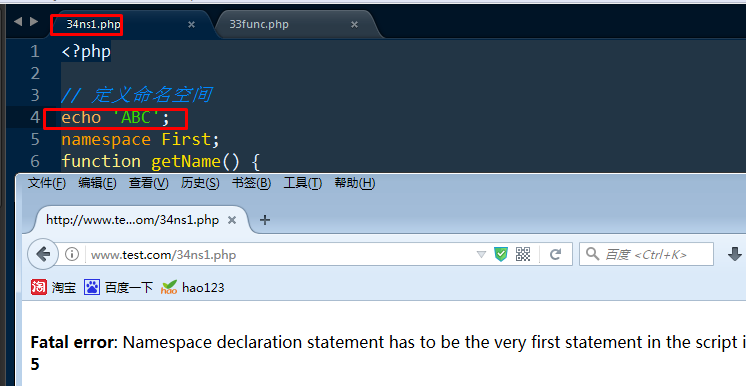 34ns1.php
33func.php
1 <?php
2
3 // 定义命名空间
4 echo 'ABC';
5 namespace First;
6 function getName() {
文件(F) 编辑(E) 查看(V) 历史(S) 书签(B) 工具(T) 帮助(H)
http://www.te...om/34ns1.php
www.test.com/34ns1.php
百度 <Ctrl+K>
淘 淘宝 百度一下 hao hao123
Fatal error: Namespace declaration statement has to be the very first statement in the script i
5